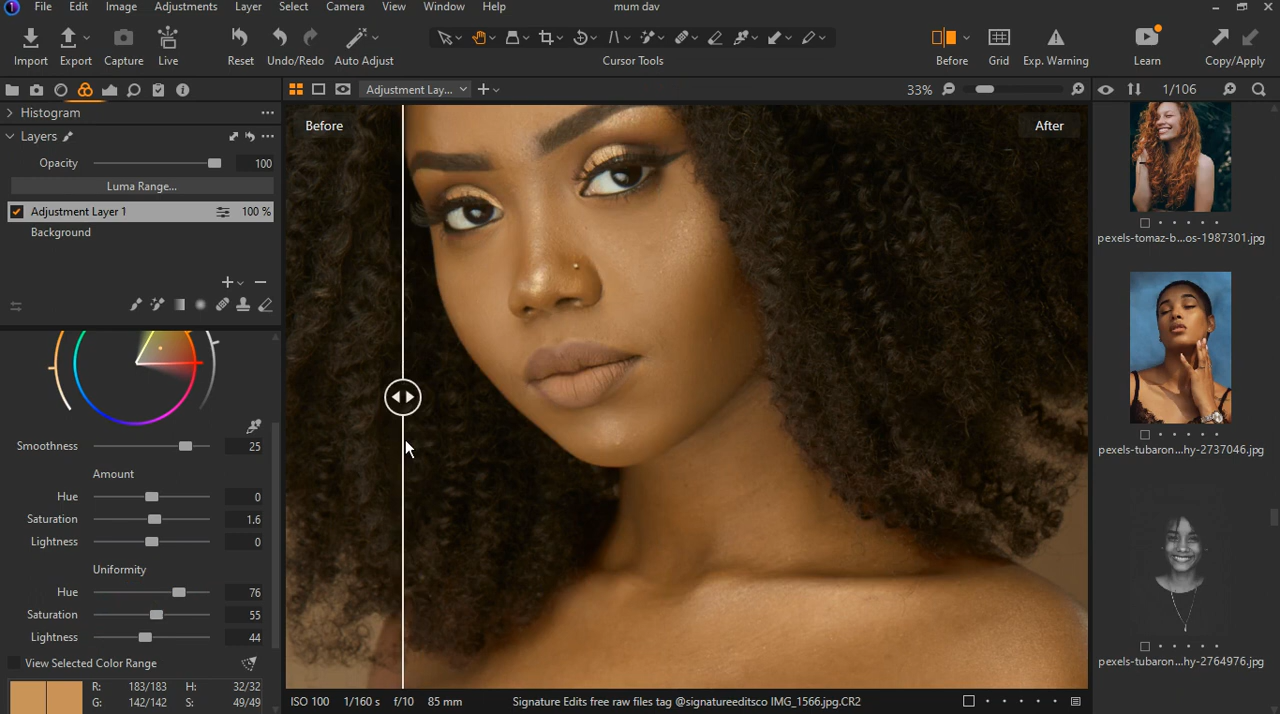 File Edit Image Adjustments Layer Select Camera View Window Help mum dav
Import Export Capture Live Reset Undo/Redo Auto Adjust Cursor Tools Before Grid Exp. Warning Learn Copy/Apply
Adjustment Lay... 33% 1/106
Histogram
Layers
Opacity 100
Luma Range...
Adjustment Layer 1 100 %
Background
Smoothness 25
Amount
Hue 0
Saturation 1.6
Lightness 0
Uniformity
Hue 76
Saturation 55
Lightness 44
View Selected Color Range
R: 183/183 H: 32/32
G: 142/142 S: 49/49
Before After
ISO 100 1/160 s f/10 85 mm Signature Edits free raw files tag @signatureeditsco IMG_1566.jpg.CR2
pexels-tomaz-b...os-1987301.jpg
pexels-tubaron...hy-2737046.jpg
pexels-tubaron...hy-2764976.jpg